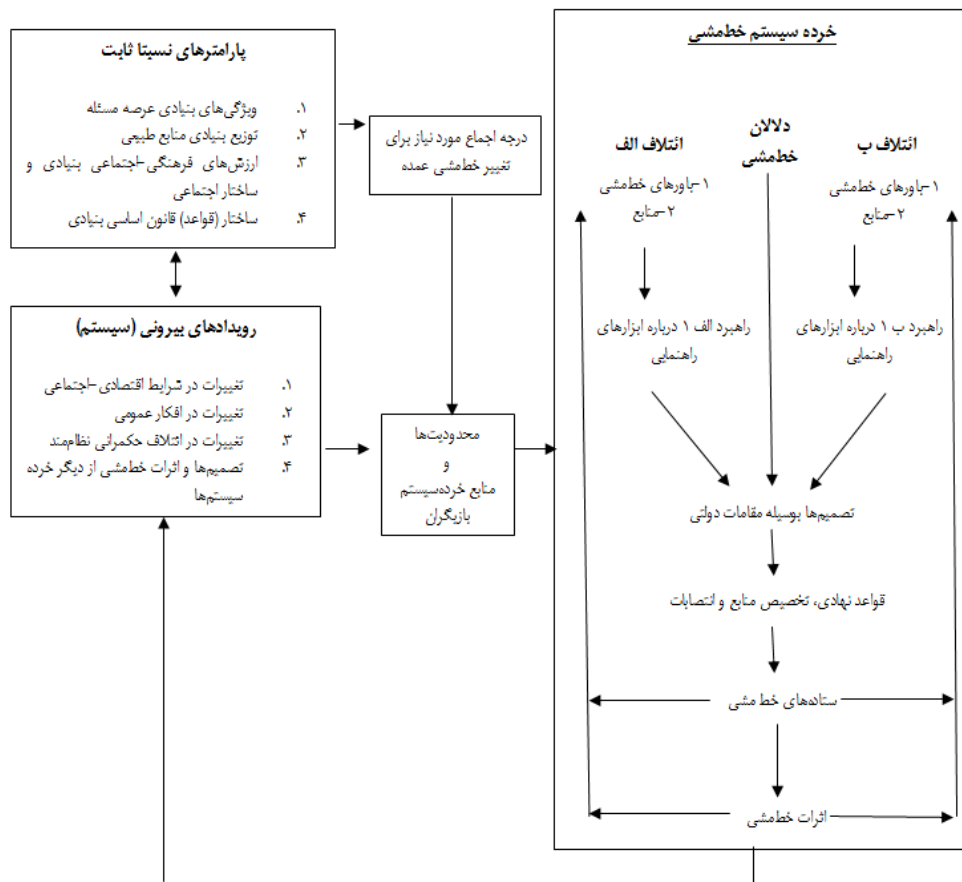 پارامترهای نسبتا ثابت
۱. ویژگی‌های بنیادی عرصه مسئله
۲. توزیع بنیادی منابع طبیعی
۳. ارزش‌های فرهنگی-اجتماعی بنیادی و
ساختار اجتماعی
۴. ساختار (قواعد) قانون اساسی بنیادی
رویدادهای بیرونی (سیستم)
۱. تغییرات در شرایط اقتصادی-اجتماعی
۲. تغییرات در افکار عمومی
۳. تغییرات در ائتلاف حکمرانی نظام‌مند
۴. تصمیم‌ها و اثرات خط‌مشی از دیگر خرده
سیستم‌ها
درجه اجماع مورد نیاز برای
تغییر خط‌مشی عمده
محدودیت‌ها
و
منابع خرده‌سیستم
بازیگران
خرده سیستم خط‌مشی
ائتلاف ب
۱-باورهای خط‌مشی
۲-منابع
دلالان
خط‌مشی
ائتلاف الف
۱-باورهای خط‌مشی
۲-منابع
راهبرد ب ۱ درباره ابزارهای
راهنمایی
راهبرد الف ۱ درباره ابزارهای
راهنمایی
تصمیم‌ها بوسیله مقامات دولتی
قواعد نهادی، تخصیص منابع و انتصابات
ستاده‌های خط مشی
اثرات خط‌مشی